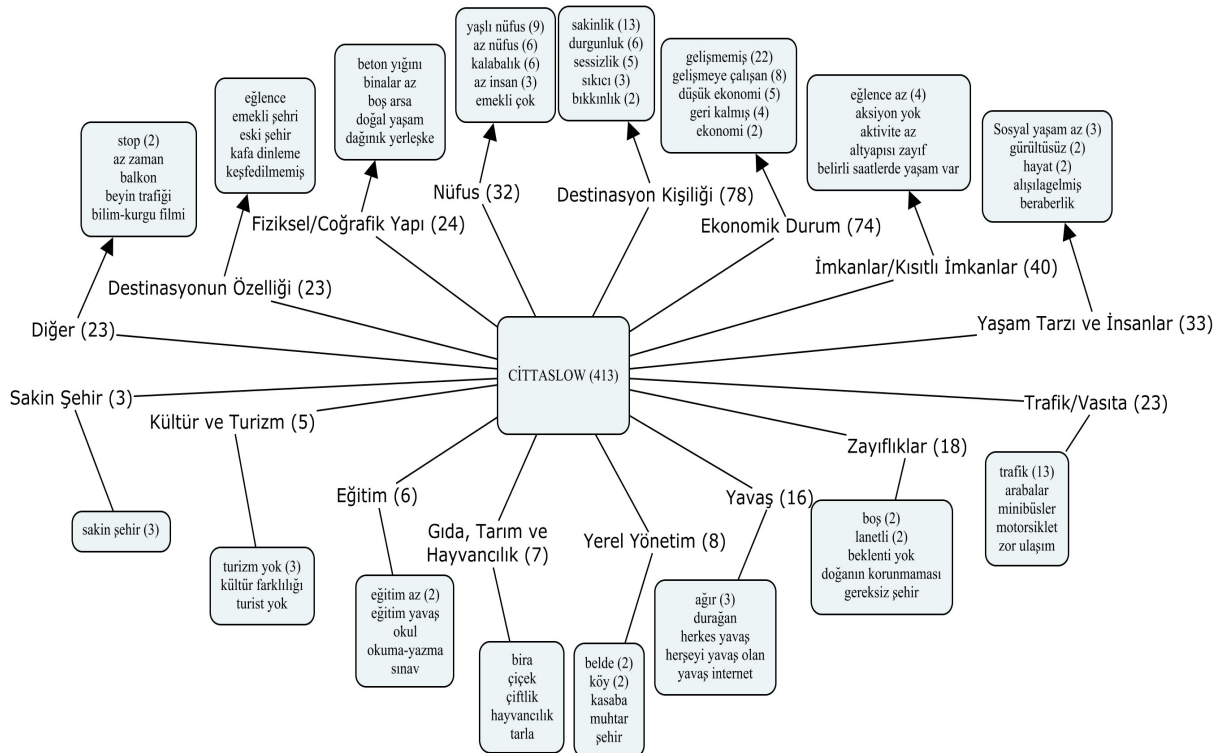 yaşlı nüfus (9)
az nüfus (6)
kalabalık (6)
az insan (3)
emekli çok
sakinlik (13)
durgunluk (6)
sessizlik (5)
sıkıcı (3)
bıkkınlık (2)
gelişmemiş (22)
gelişmeye çalışan (8)
düşük ekonomi (5)
geri kalmış (4)
ekonomi (2)
beton yığını
binalar az
boş arsa
doğal yaşam
dağınık yerleşke
eğlence
emekli şehri
eski şehir
kafa dinleme
keşfedilmemiş
eğlence az (4)
aksiyon yok
aktivite az
altyapısı zayıf
belirli saatlerde yaşam var
stop (2)
az zaman
balkon
beyin trafiği
bilim-kurgu filmi
Sosyal yaşam az (3)
gürültüsüz (2)
hayat (2)
alışılagelmiş
beraberlik
Nüfus (32)
Destinasyon Kişiliği (78)
Fiziksel/Coğrafik Yapı (24)
Ekonomik Durum (74)
İmkanlar/Kısıtlı İmkanlar (40)
Destinasyonun Özelliği (23)
Diğer (23)
Yaşam Tarzı ve İnsanlar (33)
CİTTASLOW (413)
Sakin Şehir (3)
Kültür ve Turizm (5)
Trafik/Vasıta (23)
Zayıflıklar (18)
Eğitim (6)
Gıda, Tarım ve
Hayvancılık (7)
Yerel Yönetim (8)
Yavaş (16)
sakin şehir (3)
turizm yok (3)
kültür farklılığı
turist yok
eğitim az (2)
eğitim yavaş
okul
okuma-yazma
sınav
bira
çiçek
çiftlik
hayvancılık
tarla
belde (2)
köy (2)
kasaba
muhtar
şehir
ağır (3)
durağan
herkes yavaş
herşeyi yavaş olan
yavaş internet
boş (2)
lanetli (2)
beklenti yok
doğanın korunmaması
gereksiz şehir
trafik (13)
arabalar
minibüsler
motorsiklet
zor ulaşım